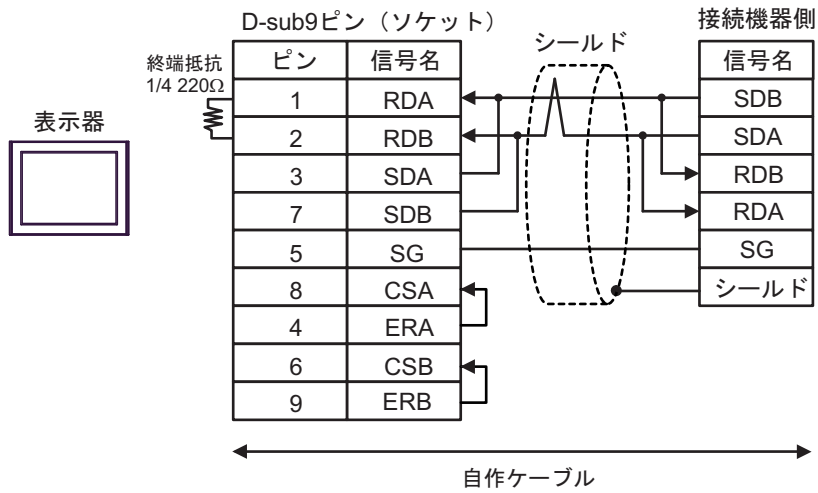 D-sub9ピン（ソケット）
接続機器側
シールド
終端抵抗
1/4 220Ω
表示器
ピン 信号名
信号名
1 RDA
SDB
2 RDB
SDA
3 SDA
RDB
7 SDB
RDA
5 SG
SG
8 CSA
シールド
4 ERA
6 CSB
9 ERB
自作ケーブル